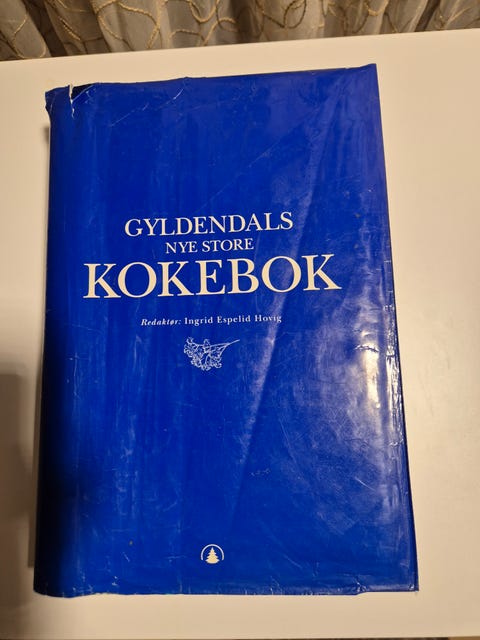 GYLDENDALS
NYE STORE
KOKEBOK
Redaktør: Ingrid Espelid Hovig